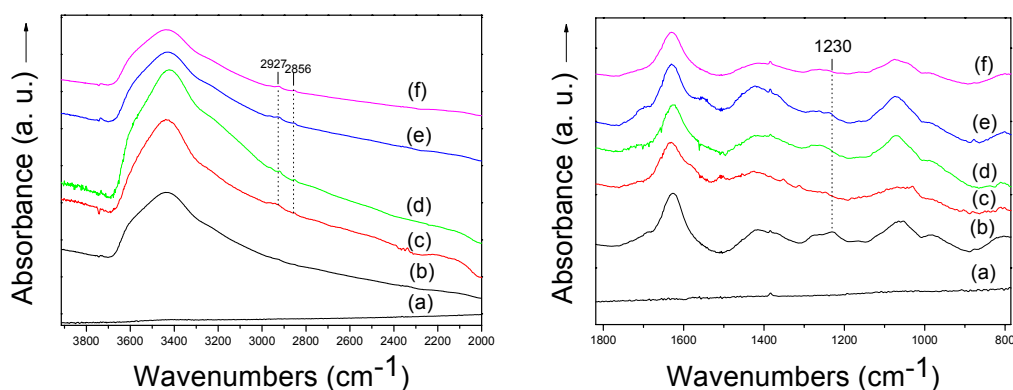 Absorbance (a. u.)
2927
2856
(f)
(e)
(d)
(c)
(b)
(a)
3800 3600 3400 3200 3000 2800 2600 2400 2200 2000
Wavenumbers (cm-1)
Absorbance (a. u.)
1230
(f)
(e)
(d)
(c)
(b)
(a)
1800 1600 1400 1200 1000 800
Wavenumbers (cm-1)